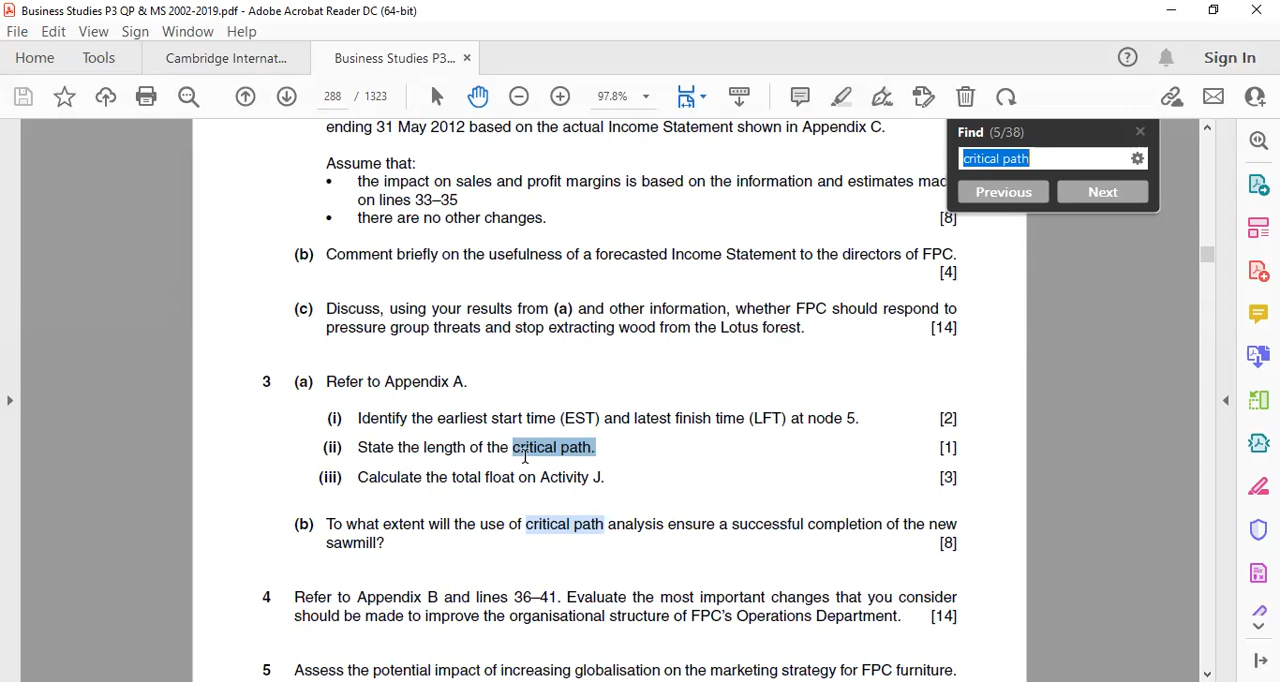 Business Studies P3 QP & MS 2002-2019.pdf - Adobe Acrobat Reader DC (64-bit)
File Edit View Sign Window Help
Home Tools Cambridge Internat... Business Studies P3... × Sign In
288 / 1323 97.8%
Find (5/38)
critical path
Previous Next
ending 31 May 2012 based on the actual Income Statement shown in Appendix C.
Assume that:
• the impact on sales and profit margins is based on the information and estimates
on lines 33–35
• there are no other changes. [8]
(b) Comment briefly on the usefulness of a forecasted Income Statement to the directors of FPC.
[4]
(c) Discuss, using your results from (a) and other information, whether FPC should respond to
pressure group threats and stop extracting wood from the Lotus forest. [14]
3 (a) Refer to Appendix A.
(i) Identify the earliest start time (EST) and latest finish time (LFT) at node 5. [2]
(ii) State the length of the critical path. [1]
(iii) Calculate the total float on Activity J. [3]
(b) To what extent will the use of critical path analysis ensure a successful completion of the new
sawmill? [8]
4 Refer to Appendix B and lines 36–41. Evaluate the most important changes that you consider
should be made to improve the organisational structure of FPC's Operations Department. [14]
5 Assess the potential impact of increasing globalisation on the marketing strategy for FPC furniture.